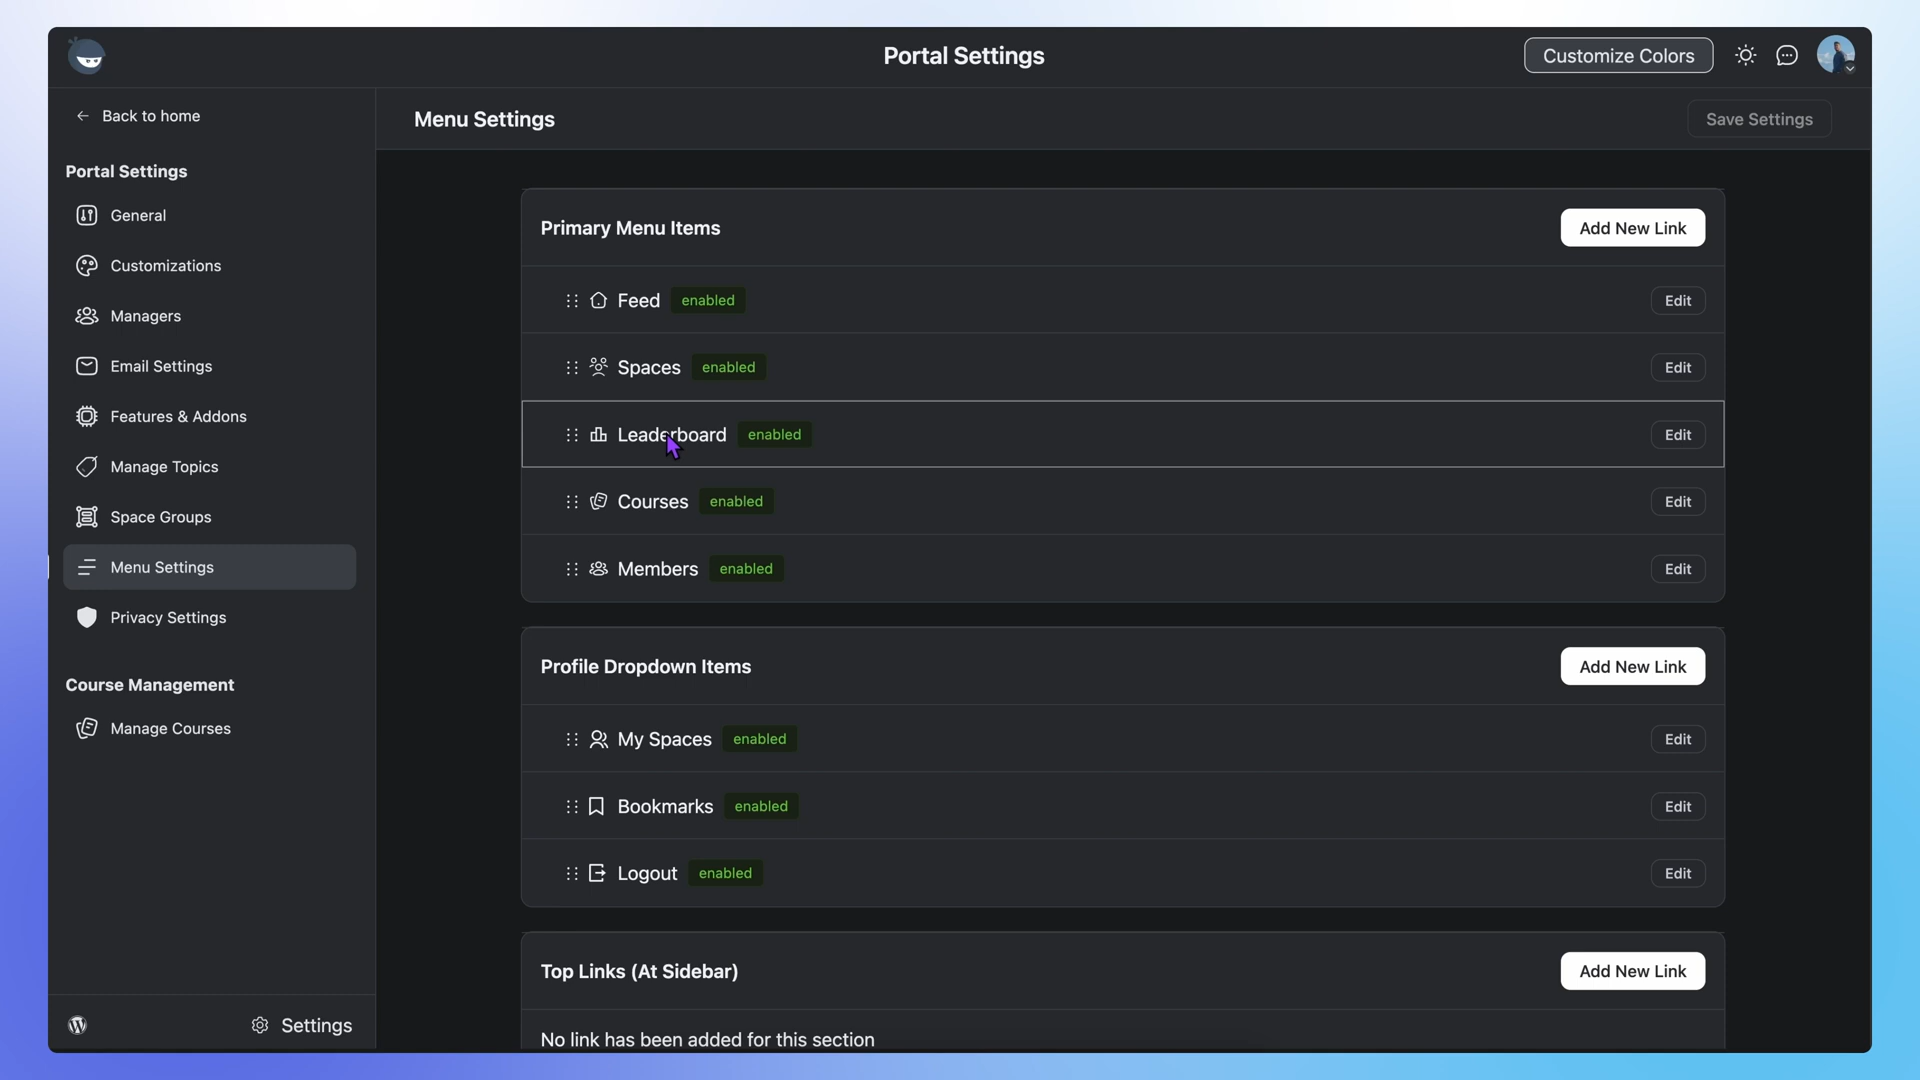 Portal Settings
Customize Colors
Back to home
Portal Settings
General
Customizations
Managers
Email Settings
Features & Addons
Manage Topics
Space Groups
Menu Settings
Privacy Settings
Course Management
Manage Courses
Settings
Menu Settings
Save Settings
Primary Menu Items
Add New Link
Feed enabled Edit
Spaces enabled Edit
Leaderboard enabled Edit
Courses enabled Edit
Members enabled Edit
Profile Dropdown Items
Add New Link
My Spaces enabled Edit
Bookmarks enabled Edit
Logout enabled Edit
Top Links (At Sidebar)
Add New Link
No link has been added for this section